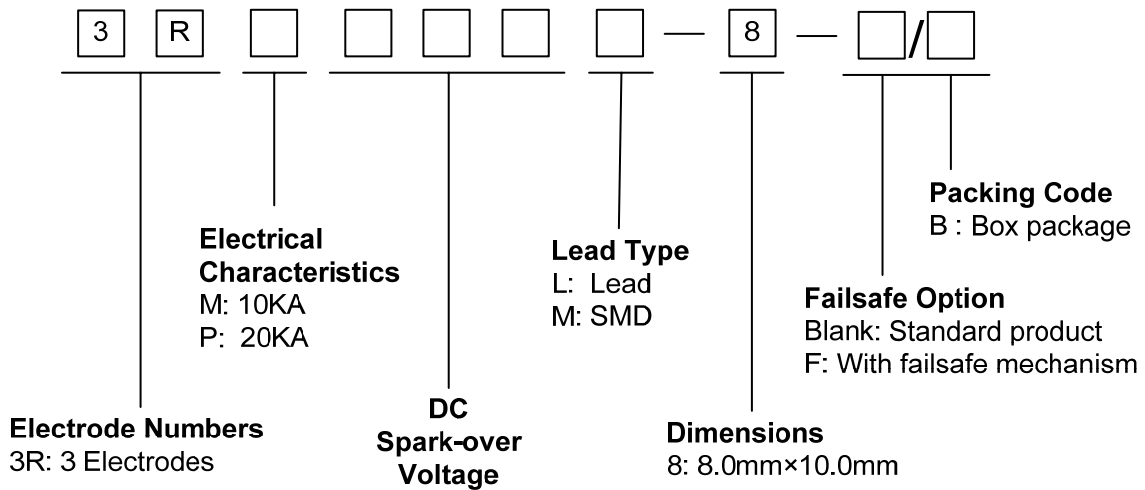 3 R — 8 — /
Packing Code
B : Box package
Electrical
Characteristics
M: 10KA
P: 20KA
Lead Type
L: Lead
M: SMD
Failsafe Option
Blank: Standard product
F: With failsafe mechanism
Electrode Numbers
3R: 3 Electrodes
DC
Spark-over
Voltage
Dimensions
8: 8.0mm×10.0mm